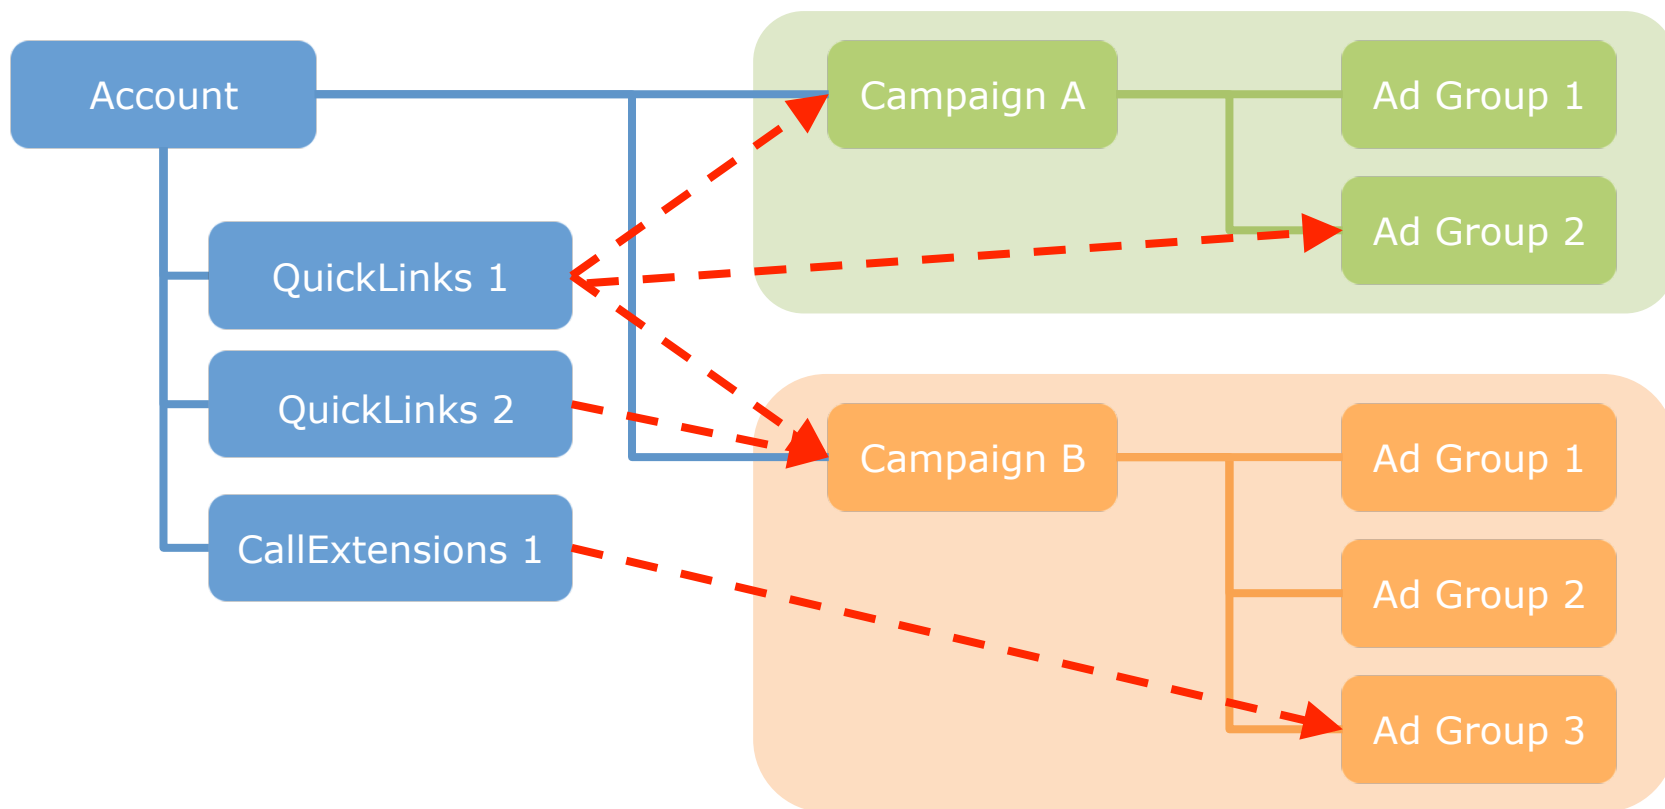 Account
QuickLinks 1
QuickLinks 2
CallExtensions 1
Campaign A
Ad Group 1
Ad Group 2
Campaign B
Ad Group 1
Ad Group 2
Ad Group 3